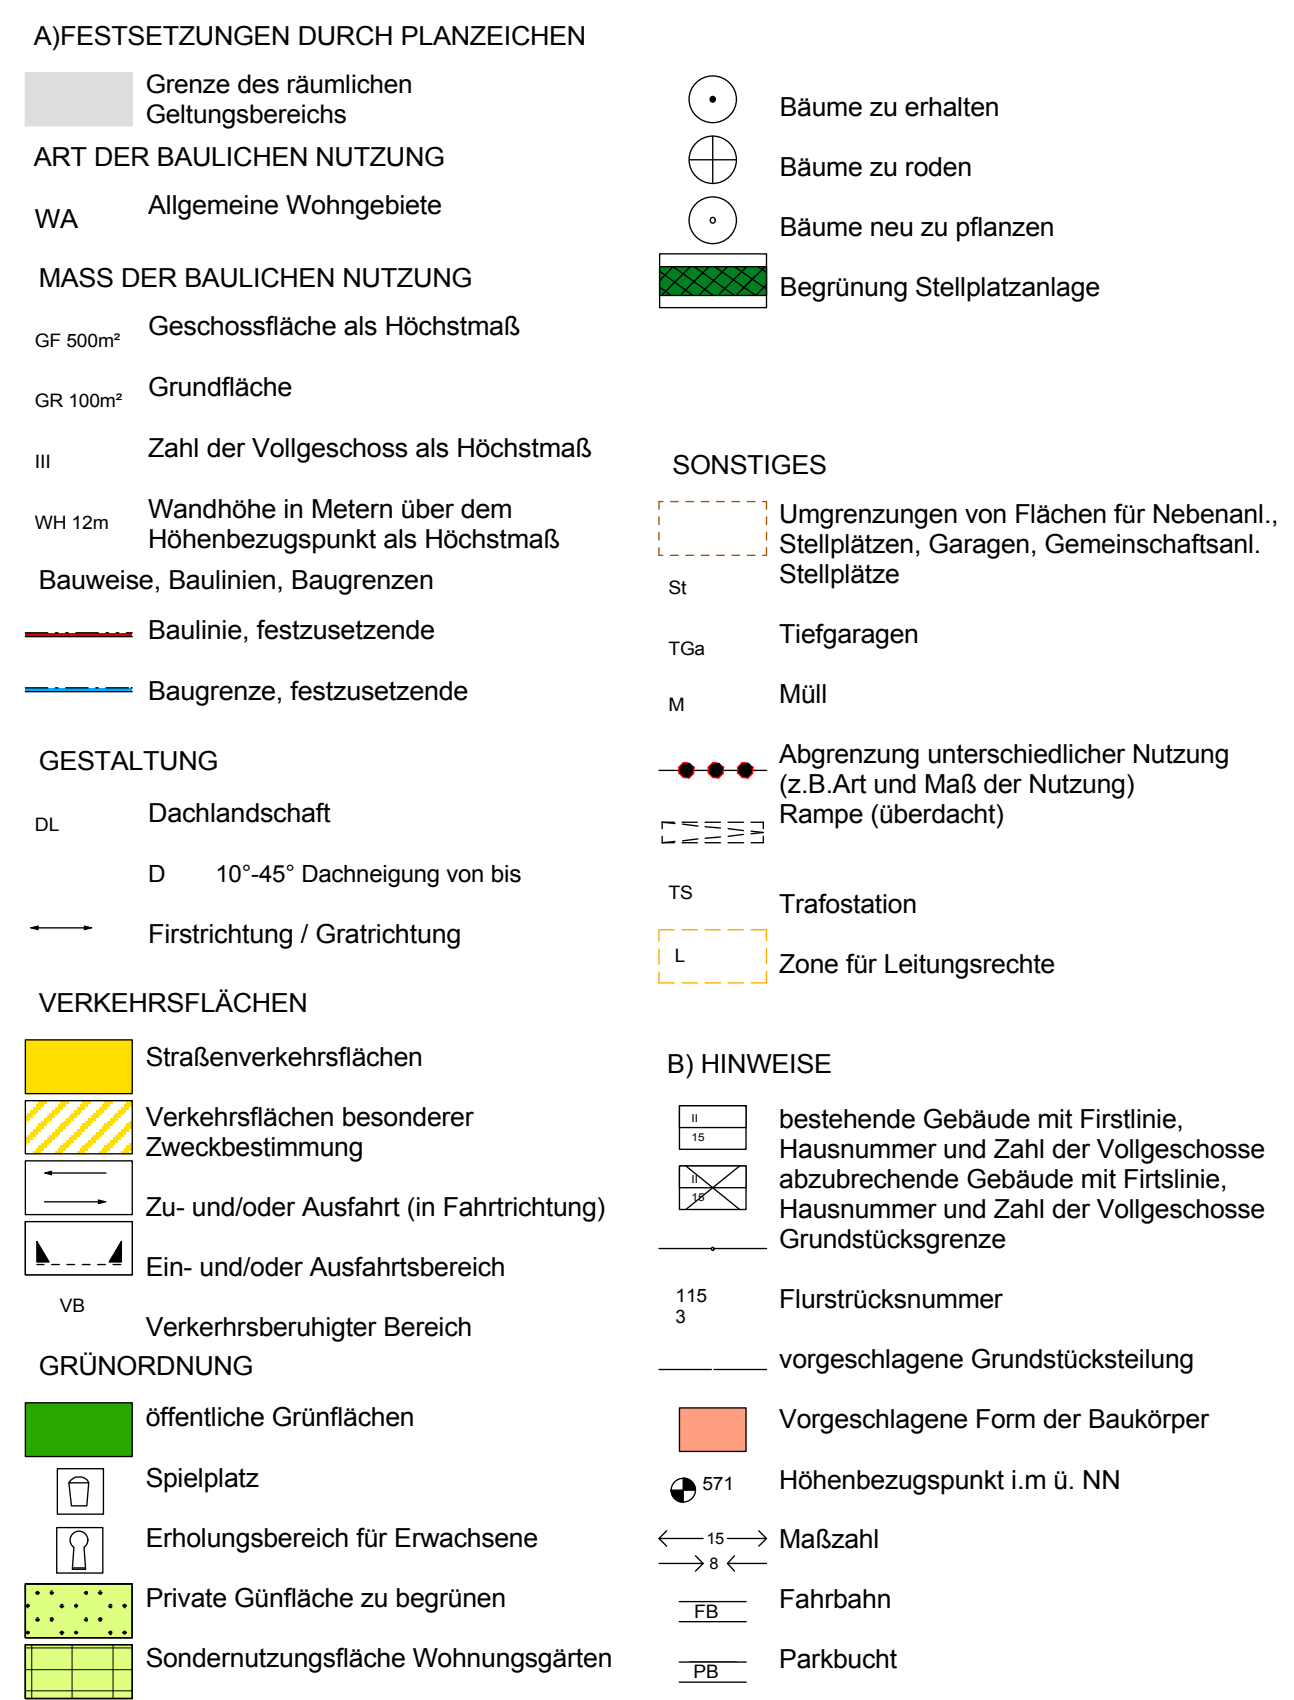 A)FESTSETZUNGEN DURCH PLANZEICHEN
Grenze des räumlichen
Geltungsbereichs
ART DER BAULICHEN NUTZUNG
WA Allgemeine Wohngebiete
MASS DER BAULICHEN NUTZUNG
GF 500m² Geschossfläche als Höchstmaß
GR 100m² Grundfläche
III Zahl der Vollgeschoss als Höchstmaß
WH 12m Wandhöhe in Metern über dem
Höhenbezugspunkt als Höchstmaß
Bauweise, Baulinien, Baugrenzen
Baulinie, festzusetzende
Baugrenze, festzusetzende
GESTALTUNG
DL Dachlandschaft
D 10°-45° Dachneigung von bis
Firstrichtung / Gratrichtung
VERKEHRSFLÄCHEN
Straßenverkehrsflächen
Verkehrsflächen besonderer
Zweckbestimmung
Zu- und/oder Ausfahrt (in Fahrtrichtung)
Ein- und/oder Ausfahrtsbereich
VB Verkerhrsberuhigter Bereich
GRÜNORDNUNG
öffentliche Grünflächen
Spielplatz
Erholungsbereich für Erwachsene
Private Günfläche zu begrünen
Sondernutzungsfläche Wohnungsgärten
Bäume zu erhalten
Bäume zu roden
Bäume neu zu pflanzen
Begrünung Stellplatzanlage
SONSTIGES
Umgrenzungen von Flächen für Nebenanl.,
Stellplätzen, Garagen, Gemeinschaftsanl.
St Stellplätze
TGa Tiefgaragen
M Müll
Abgrenzung unterschiedlicher Nutzung
(z.B.Art und Maß der Nutzung)
Rampe (überdacht)
TS Trafostation
L Zone für Leitungsrechte
B) HINWEISE
II bestehende Gebäude mit Firstlinie,
15 Hausnummer und Zahl der Vollgeschosse
II abzubrechende Gebäude mit Firtslinie,
15 Hausnummer und Zahl der Vollgeschosse
Grundstücksgrenze
115 Flurstrücksnummer
3
vorgeschlagene Grundstücksteilung
Vorgeschlagene Form der Baukörper
571 Höhenbezugspunkt i.m ü. NN
15 Maßzahl
8
FB Fahrbahn
PB Parkbucht